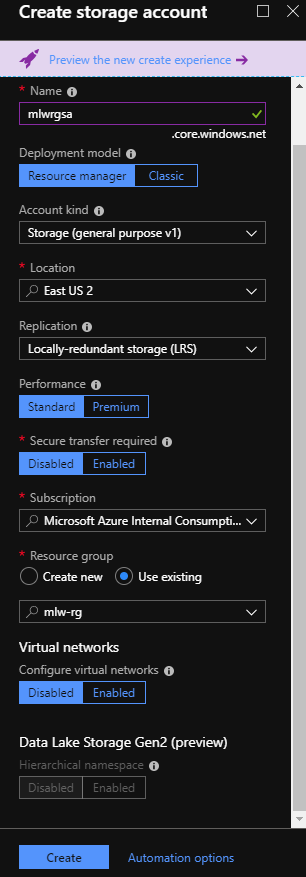 Create storage account
Preview the new create experience →
* Name
mlwrgsa
.core.windows.net
Deployment model
Resource manager Classic
Account kind
Storage (general purpose v1)
* Location
East US 2
Replication
Locally-redundant storage (LRS)
Performance
Standard Premium
* Secure transfer required
Disabled Enabled
* Subscription
Microsoft Azure Internal Consumpti...
* Resource group
Create new Use existing
mlw-rg
Virtual networks
Configure virtual networks
Disabled Enabled
Data Lake Storage Gen2 (preview)
Hierarchical namespace
Disabled Enabled
Create Automation options